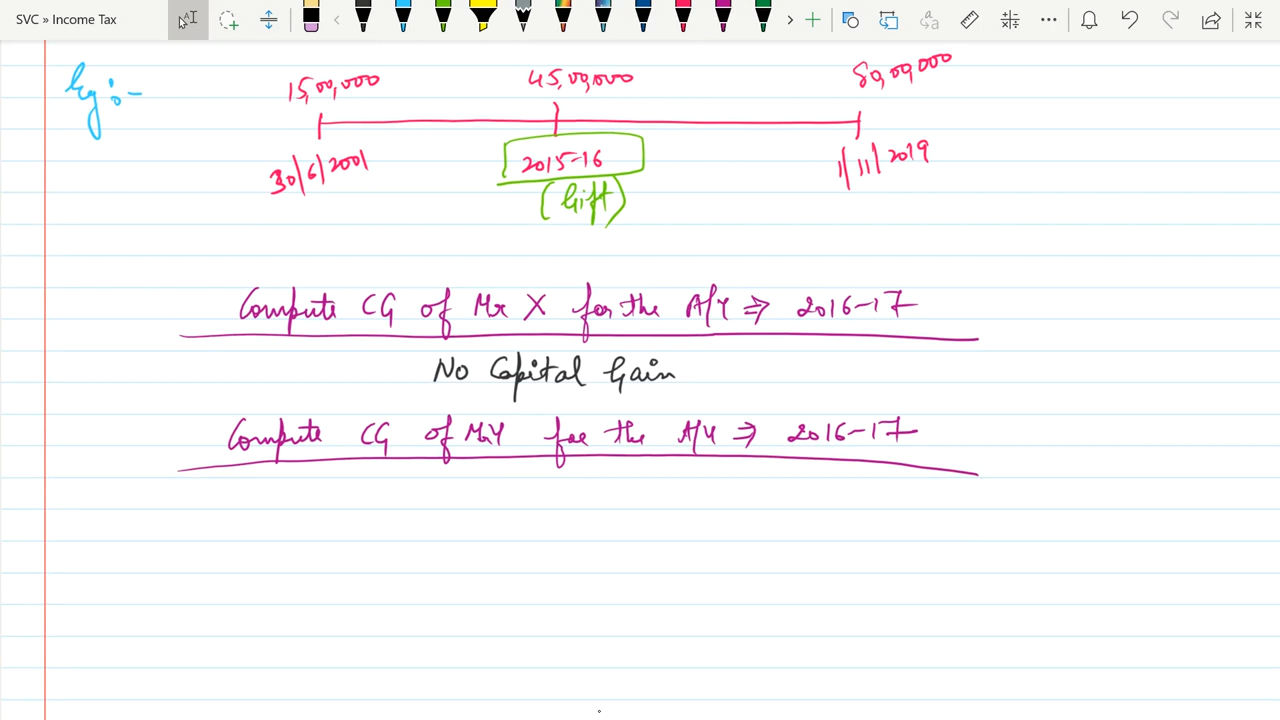 SVC » Income Tax
Eg:-
15,00,000 45,00,000 80,00,000
30/6/2001 2015-16 1/11/2019
(Gift)
Compute CG of Mr X for the A/Y ⇒ 2016-17
No Capital Gain
Compute CG of Mr Y for the A/Y ⇒ 2016-17